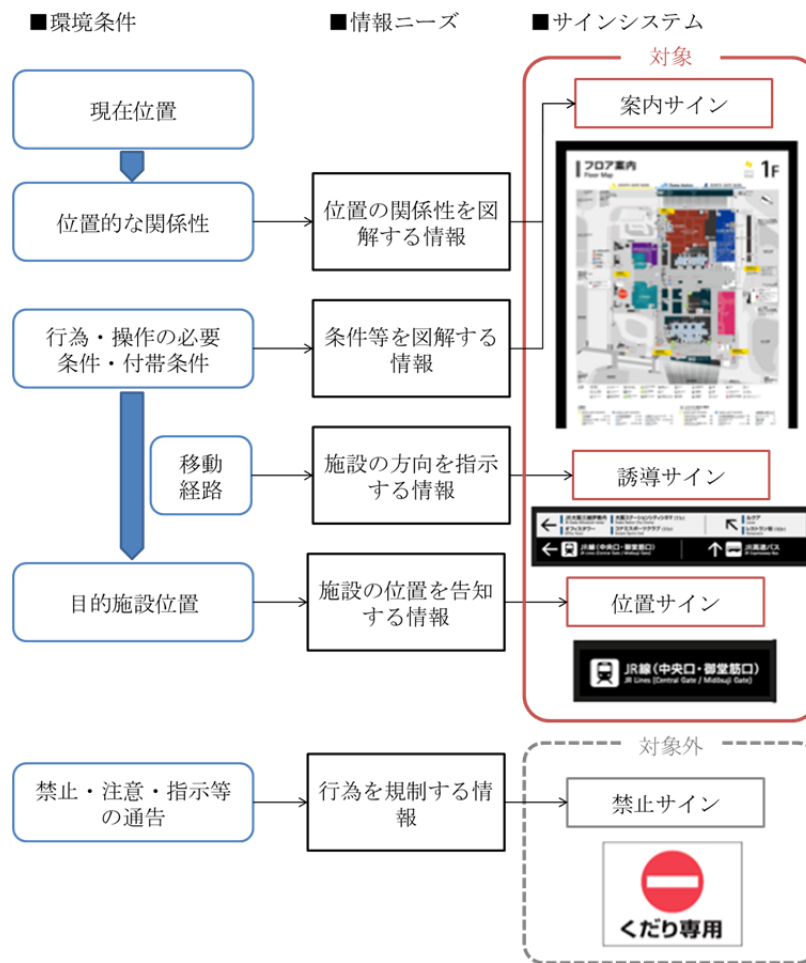 ■環境条件
■情報ニーズ
■サインシステム
対象
現在位置
案内サイン
フロア案内
Floor Map
1F
位置的な関係性
位置の関係性を図
解する情報
行為・操作の必要
条件・付帯条件
条件等を図解する
情報
移動
経路
施設の方向を指示
する情報
誘導サイン
JR線(中央口・御堂筋口)
JR高速バス
目的施設位置
施設の位置を告知
する情報
位置サイン
JR線(中央口・御堂筋口)
JR Lines (Central Gate / Midōsuji Gate)
対象外
禁止・注意・指示等
の通告
行為を規制する情
報
禁止サイン
くだり専用